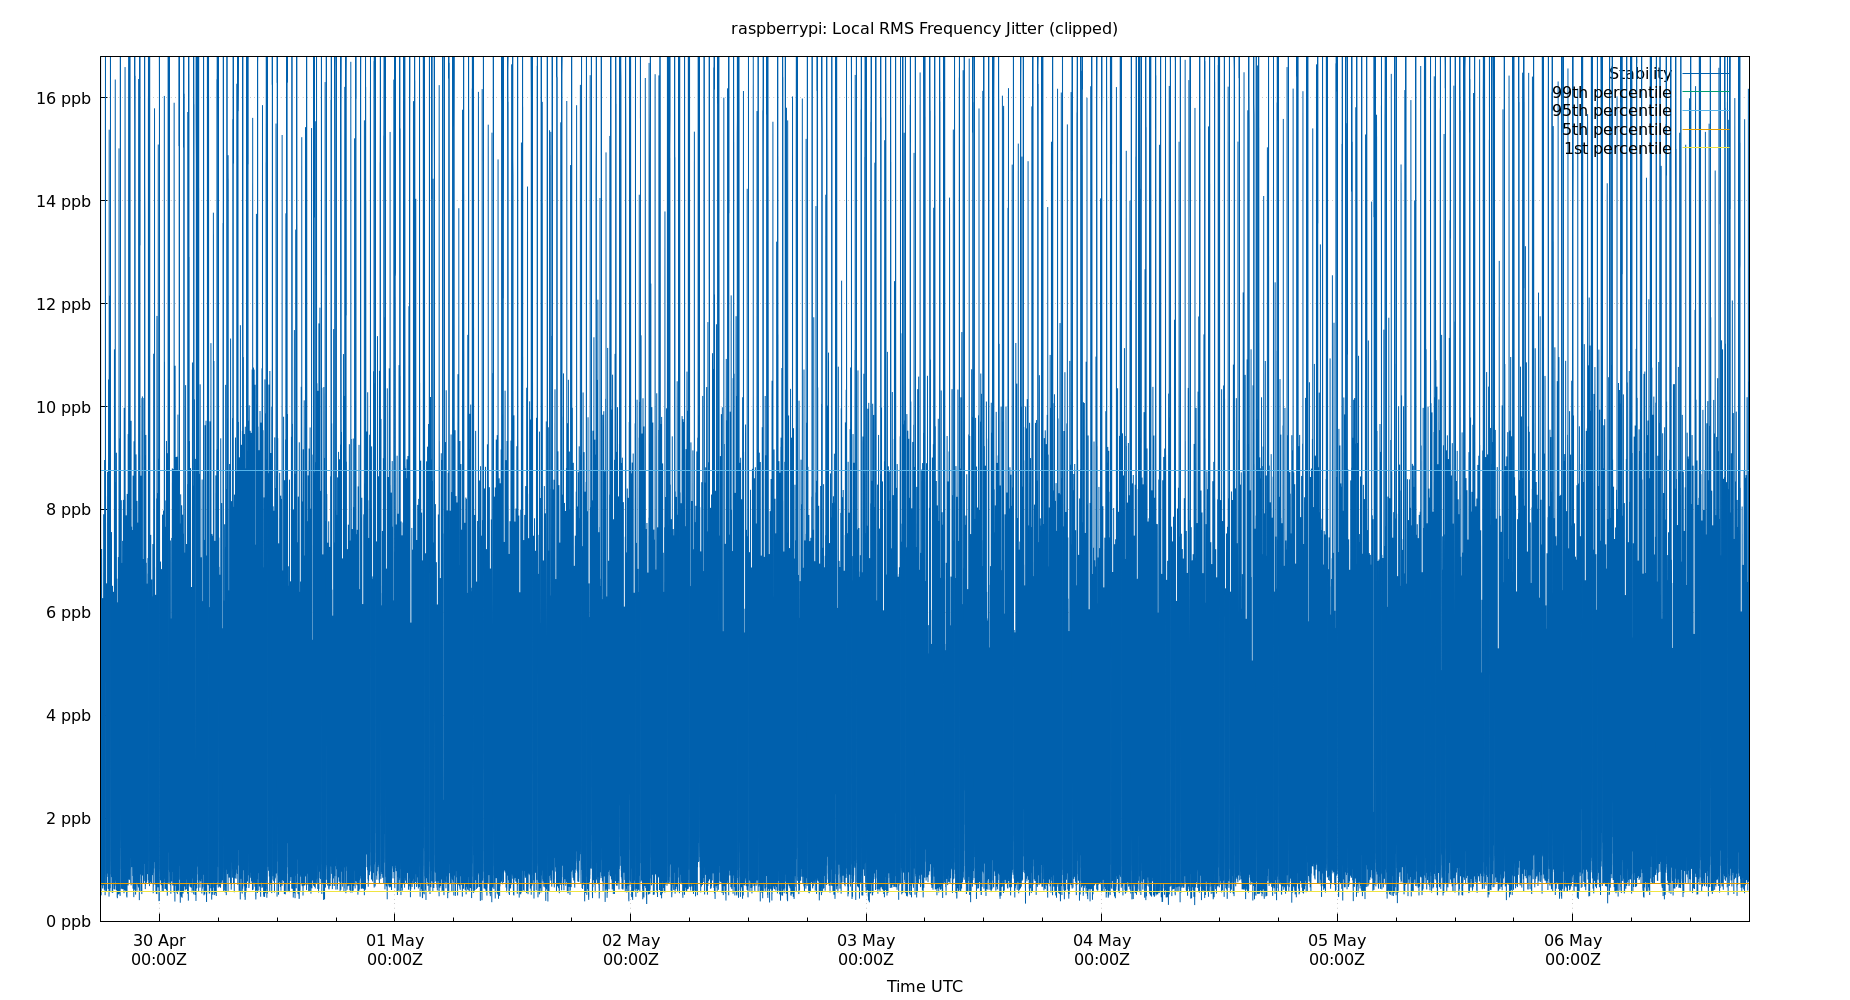 raspberrypi: Local RMS Frequency Jitter (clipped)
Stability
99th percentile
95th percentile
5th percentile
1st percentile
16 ppb
14 ppb
12 ppb
10 ppb
8 ppb
6 ppb
4 ppb
2 ppb
0 ppb
30 Apr 01 May 02 May 03 May 04 May 05 May 06 May
00:00Z 00:00Z 00:00Z 00:00Z 00:00Z 00:00Z 00:00Z
Time UTC